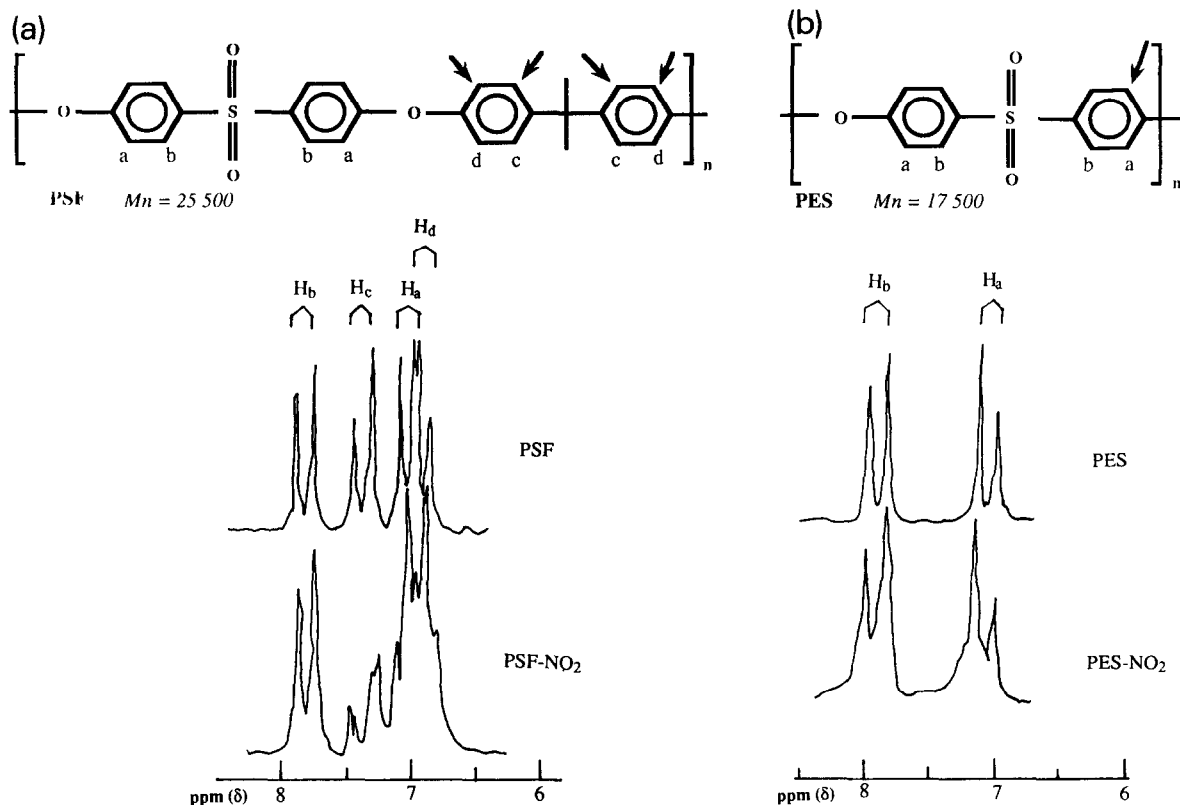 (a)
O
O
S
O
O
n
a
b
b
a
d
c
c
d
PSF Mn = 25 500
(b)
O
O
S
O
n
a
b
b
a
PES Mn = 17 500
Hd
Hb
Hc
Ha
PSF
PSF-NO2
ppm (δ)
8
7
6
Hb
Ha
PES
PES-NO2
ppm (δ)
8
7
6